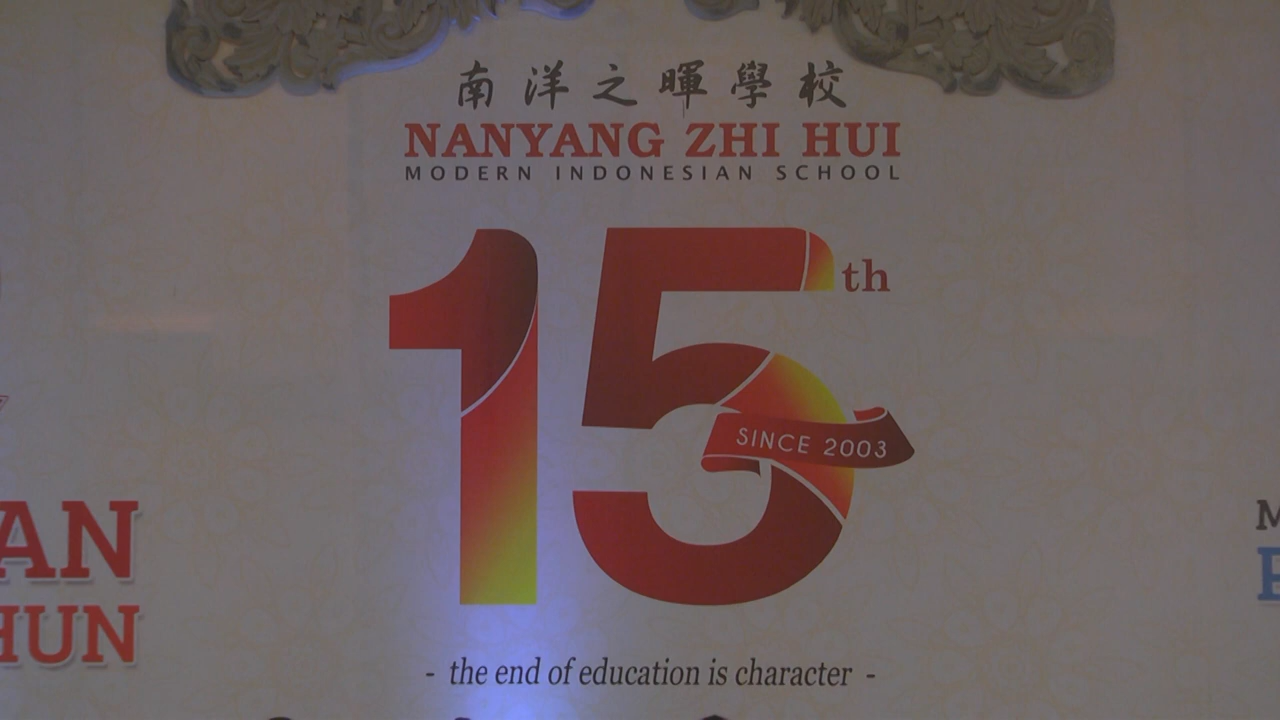 南洋之暉學校
NANYANG ZHI HUI
MODERN INDONESIAN SCHOOL
15th
SINCE 2003
AN
HUN
- the end of education is character -